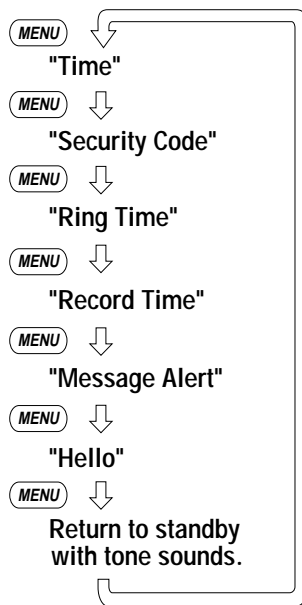 MENU
"Time"
MENU
"Security Code"
MENU
"Ring Time"
MENU
"Record Time"
MENU
"Message Alert"
MENU
"Hello"
MENU
Return to standby
with tone sounds.